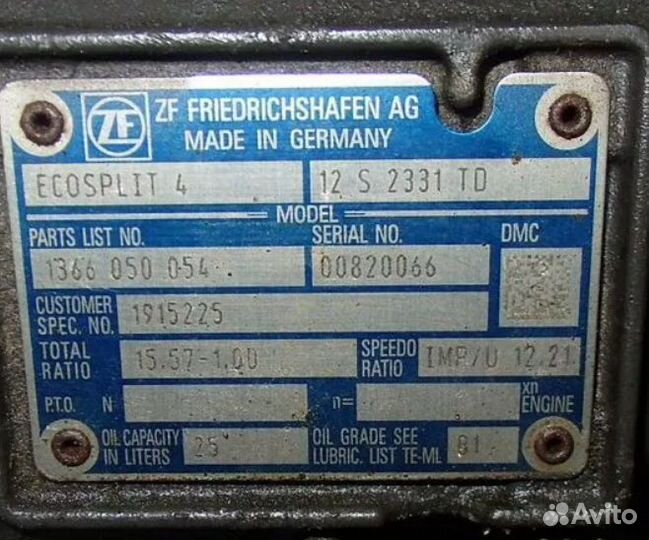 ZF ZF FRIEDRICHSHAFEN AG
MADE IN GERMANY
ECOSPLIT 4 12 S 2331 TD
MODEL
PARTS LIST NO. SERIAL NO. DMC
1366 050 054 00820066
CUSTOMER SPEC. NO. 1915225
TOTAL RATIO 15.57-1,00 SPEEDO RATIO IMP/U 12.21
P.T.O. N n= xn ENGINE
OIL CAPACITY IN LITERS 25 OIL GRADE SEE LUBRIC. LIST TE-ML 81
Avito